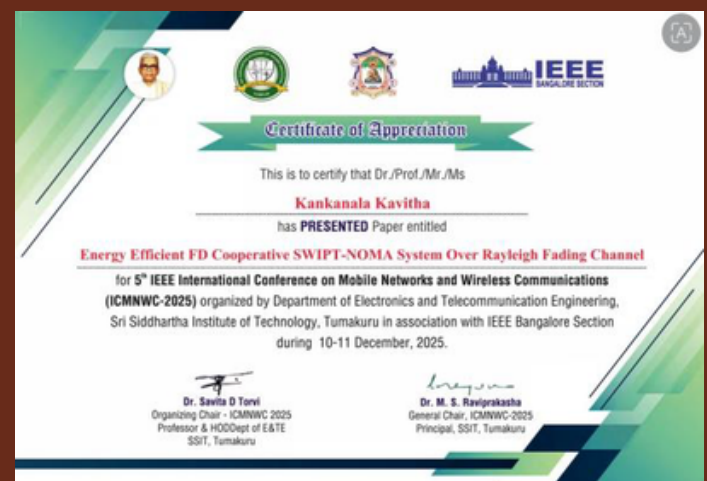 IEEE
BANGALORE SECTION
Certificate of Appreciation
This is to certify that Dr./Prof./Mr./Ms
Kankanala Kavitha
has PRESENTED Paper entitled
Energy Efficient FD Cooperative SWIPT-NOMA System Over Rayleigh Fading Channel
for 5th IEEE International Conference on Mobile Networks and Wireless Communications
(ICMNWC-2025) organized by Department of Electronics and Telecommunication Engineering,
Sri Siddhartha Institute of Technology, Tumakuru in association with IEEE Bangalore Section
during 10-11 December, 2025.
Dr. Savita D Torvi
Organizing Chair - ICMNWC 2025
Professor & HODDept of E&TE
SSIT, Tumakuru
Dr. M. S. Raviprakasha
General Chair, ICMNWC-2025
Principal, SSIT, Tumakuru